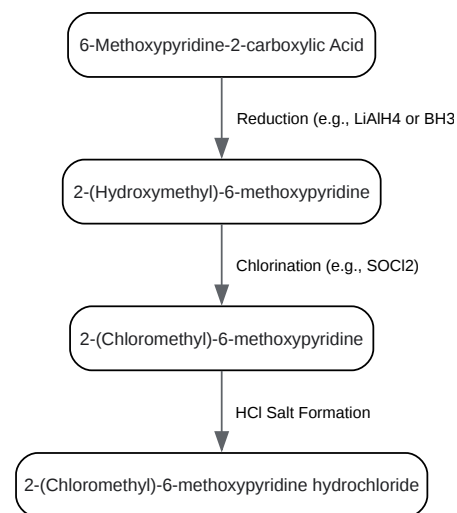 6-Methoxypyridine-2-carboxylic Acid
Reduction (e.g., LiAlH4 or BH3
2-(Hydroxymethyl)-6-methoxypyridine
Chlorination (e.g., SOCl2)
2-(Chloromethyl)-6-methoxypyridine
HCl Salt Formation
2-(Chloromethyl)-6-methoxypyridine hydrochloride